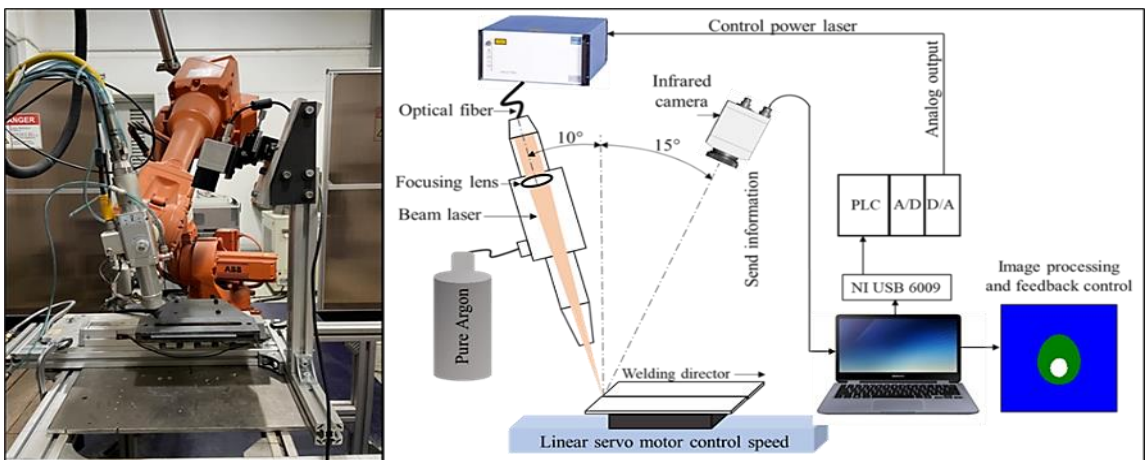 DANGER
ABB
Control power laser
Infrared
camera
Optical fiber
10°
15°
Analog output
Focusing lens
Beam laser
Send information
PLC
A/D
D/A
NI USB 6009
Image processing
and feedback control
Pure Argon
Welding director
Linear servo motor control speed